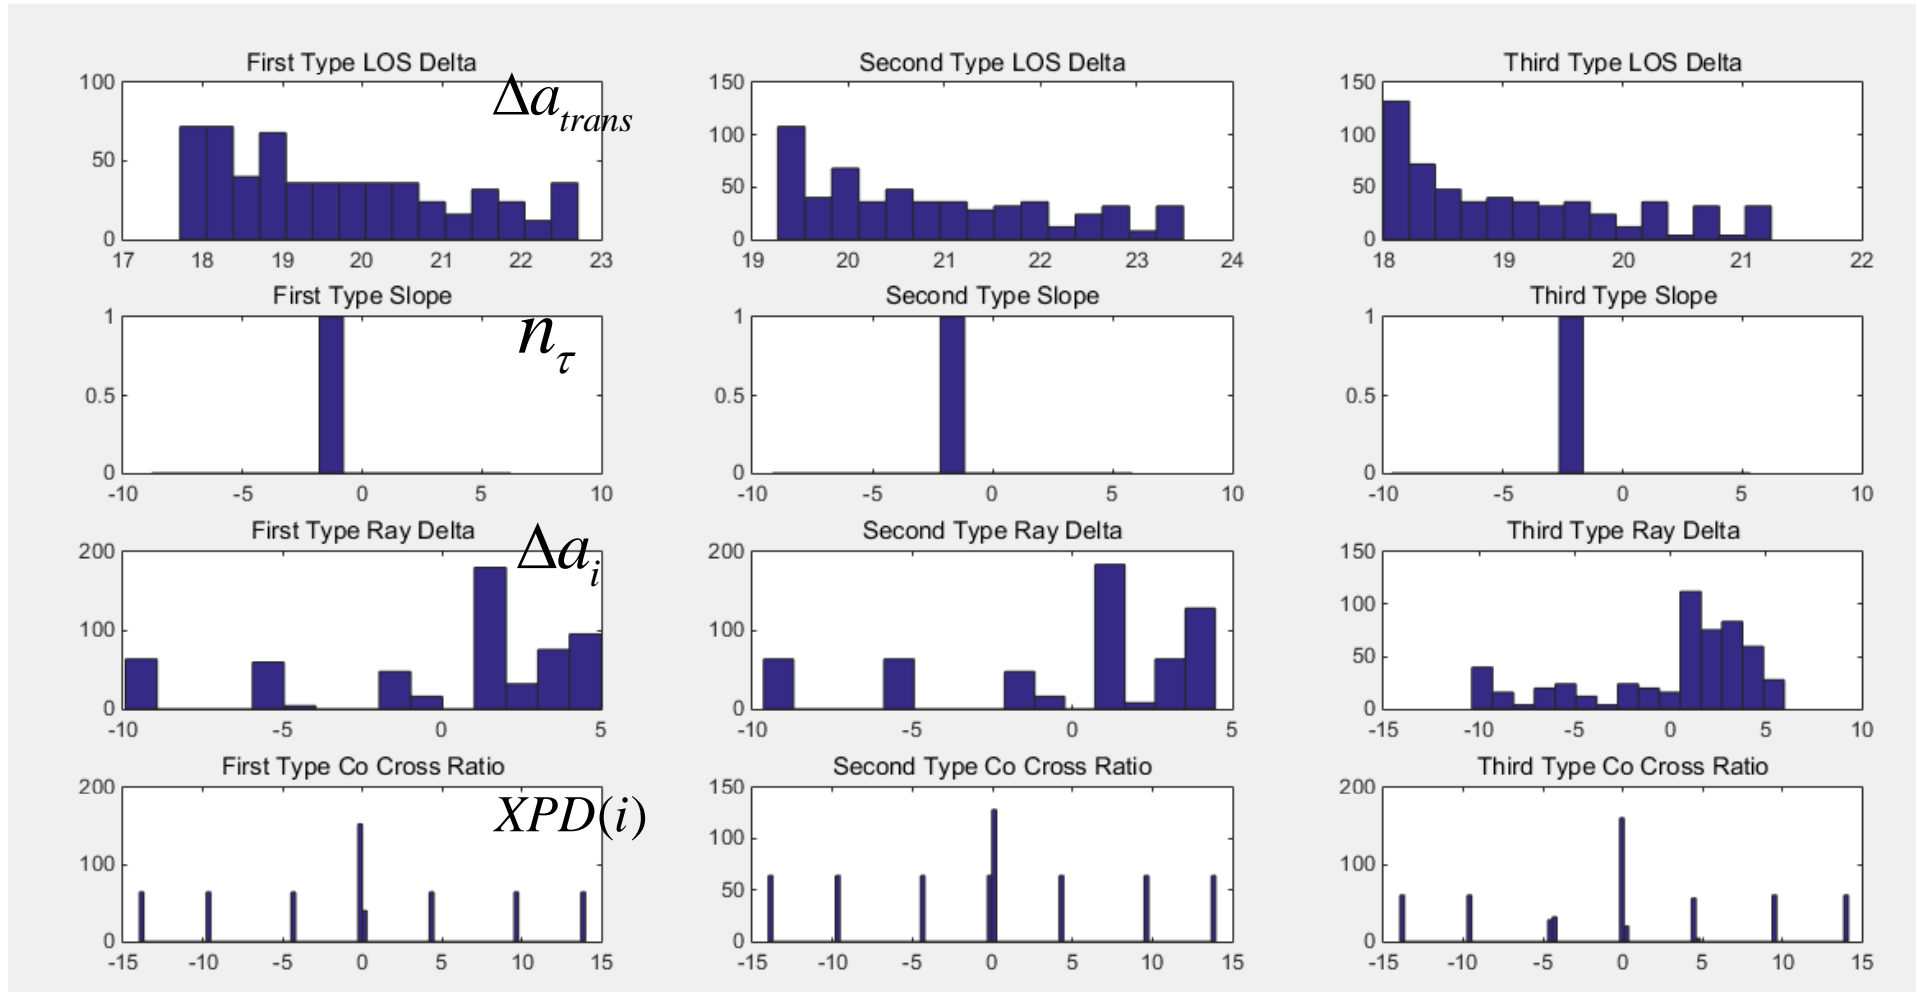 First Type LOS Delta
Δa_trans
100
50
0
17 18 19 20 21 22 23
Second Type LOS Delta
150
100
50
0
19 20 21 22 23 24
Third Type LOS Delta
150
100
50
0
18 19 20 21 22
First Type Slope
n_τ
1
0.5
0
-10 -5 0 5 10
Second Type Slope
1
0.5
0
-10 -5 0 5 10
Third Type Slope
1
0.5
0
-10 -5 0 5 10
First Type Ray Delta
Δa_i
200
100
0
-10 -5 0 5
Second Type Ray Delta
200
100
0
-10 -5 0 5
Third Type Ray Delta
150
100
50
0
-15 -10 -5 0 5 10
First Type Co Cross Ratio
XPD(i)
200
100
0
-15 -10 -5 0 5 10 15
Second Type Co Cross Ratio
150
100
50
0
-15 -10 -5 0 5 10 15
Third Type Co Cross Ratio
200
100
0
-15 -10 -5 0 5 10 15